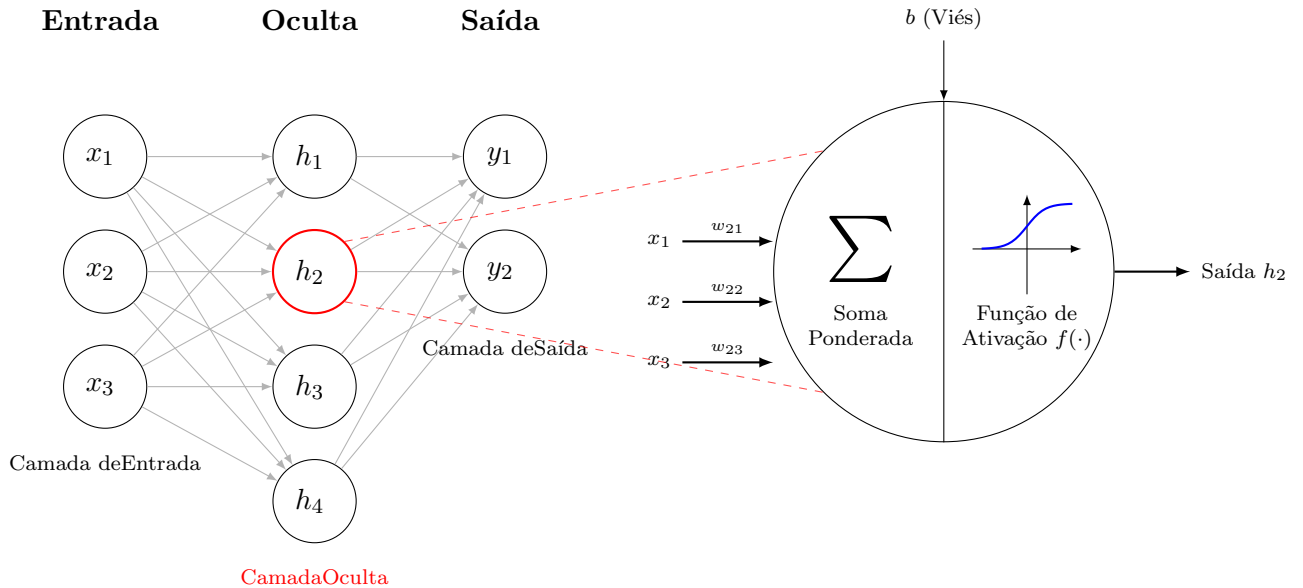 Entrada
Oculta
Saída
x₁
x₂
x₃
h₁
h₂
h₃
h₄
y₁
y₂
Camada deEntrada
CamadaOculta
Camada deSaída
b (Viés)
x₁
w₂₁
x₂
w₂₂
x₃
w₂₃
∑
Soma
Ponderada
Função de
Ativação f(·)
Saída h₂